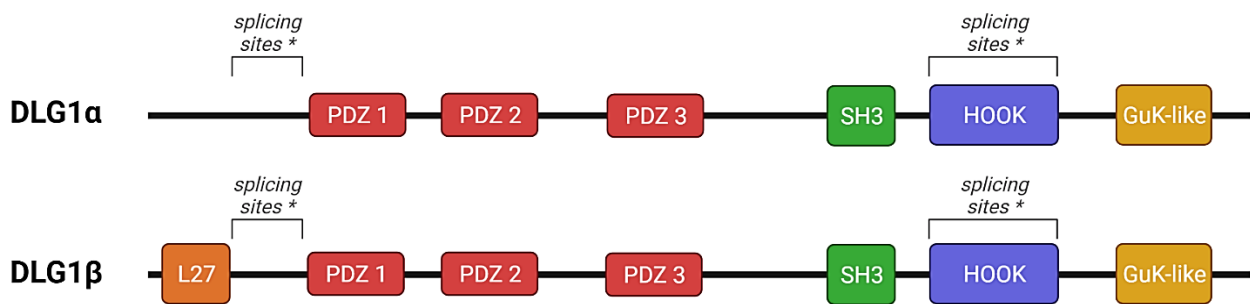 splicing
sites *
splicing
sites *
DLG1α
PDZ 1
PDZ 2
PDZ 3
SH3
HOOK
GuK-like
splicing
sites *
splicing
sites *
DLG1β
L27
PDZ 1
PDZ 2
PDZ 3
SH3
HOOK
GuK-like